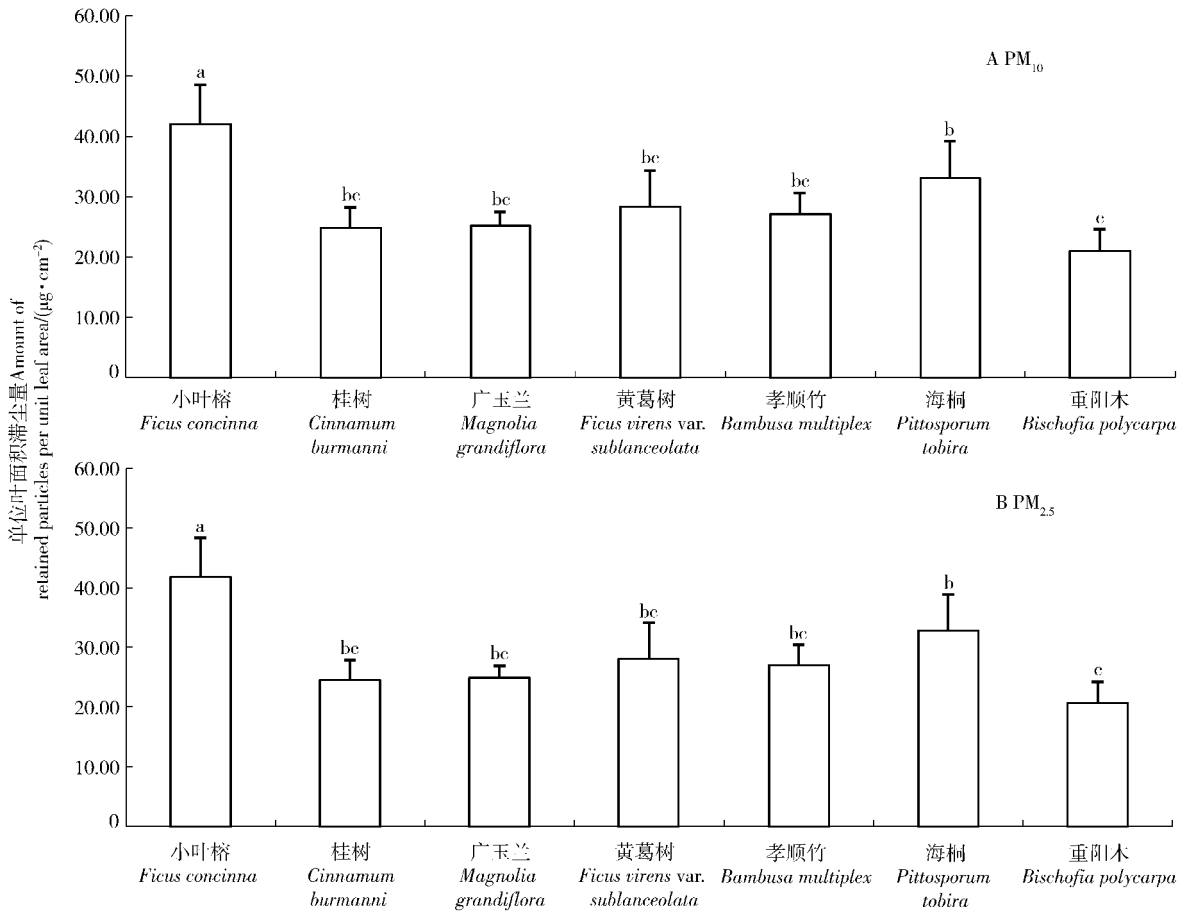 单位叶面积滞尘量Amount of
retained particles per unit leaf area/(μg·cm⁻²)
60.00
A PM₁₀
50.00
a
40.00
b
30.00
bc
bc
bc
bc
20.00
c
10.00
0
小叶榕 桂树 广玉兰 黄葛树 孝顺竹 海桐 重阳木
Ficus concinna Cinnamum Magnolia Ficus virens var. Bambusa multiplex Pittosporum Bischofia polycarpa
burmanni grandiflora sublanceolata tobira
60.00
B PM₂.₅
50.00
a
40.00
b
30.00
bc
bc
bc
bc
20.00
c
10.00
0
小叶榕 桂树 广玉兰 黄葛树 孝顺竹 海桐 重阳木
Ficus concinna Cinnamum Magnolia Ficus virens var. Bambusa multiplex Pittosporum Bischofia polycarpa
burmanni grandiflora sublanceolata tobira